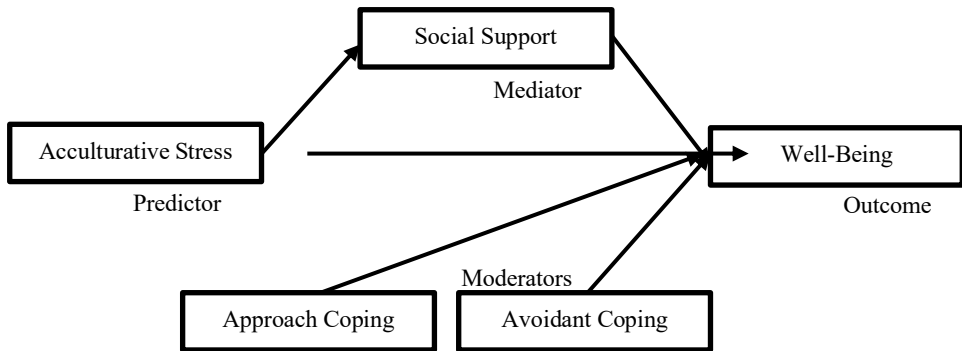 Social Support
Mediator
Acculturative Stress
Well-Being
Predictor
Outcome
Moderators
Approach Coping
Avoidant Coping